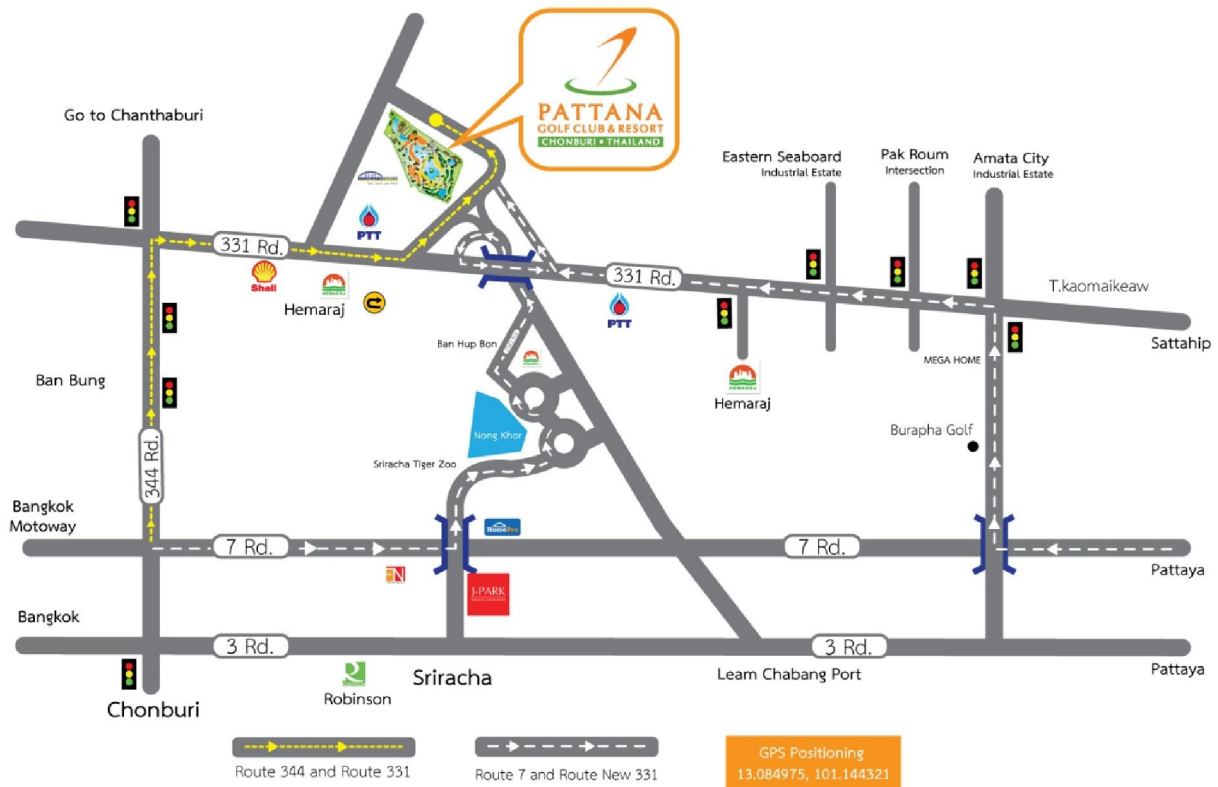 PATTANA
GOLF CLUB & RESORT
CHONBURI • THAILAND
Go to Chanthaburi
Eastern Seaboard
Industrial Estate
Pak Roum
Intersection
Amata City
Industrial Estate
PTT
331 Rd.
Shell
Hemaraj
331 Rd.
PTT
T.kaomaikeaw
Sattahip
Ban Hup Bon
MEGA HOME
Ban Bung
HEMARAJ
HEMARAJ
HEMARAJ
Hemaraj
344 Rd.
Nong Khor
Burapha Golf
Sriracha Tiger Zoo
Bangkok
Motoway
HomePro
7 Rd.
7 Rd.
Pattaya
FN
J-PARK
Bangkok
3 Rd.
3 Rd.
Pattaya
Chonburi
R
Robinson
Sriracha
Leam Chabang Port
Route 344 and Route 331
Route 7 and Route New 331
GPS Positioning
13.084975, 101.144321